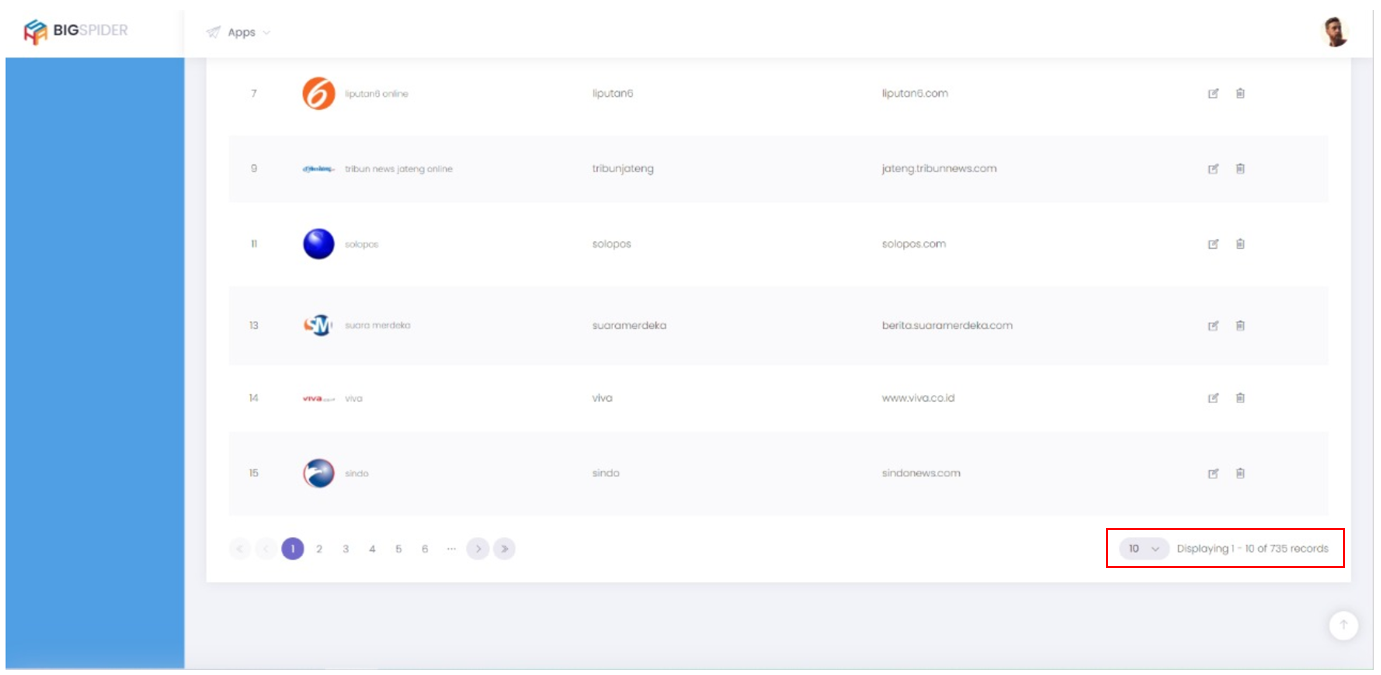 BIGSPIDER
Apps
7 liputan6 online liputan6 liputan6.com
9 tribun news jateng online tribunjateng jateng.tribunnews.com
11 solopos solopos solopos.com
13 SM suara merdeka suaramerdeka berita.suaramerdeka.com
14 viva viva viva www.viva.co.id
15 sindo sindo sindonews.com
1 2 3 4 5 6 ... 10 Displaying 1 - 10 of 735 records